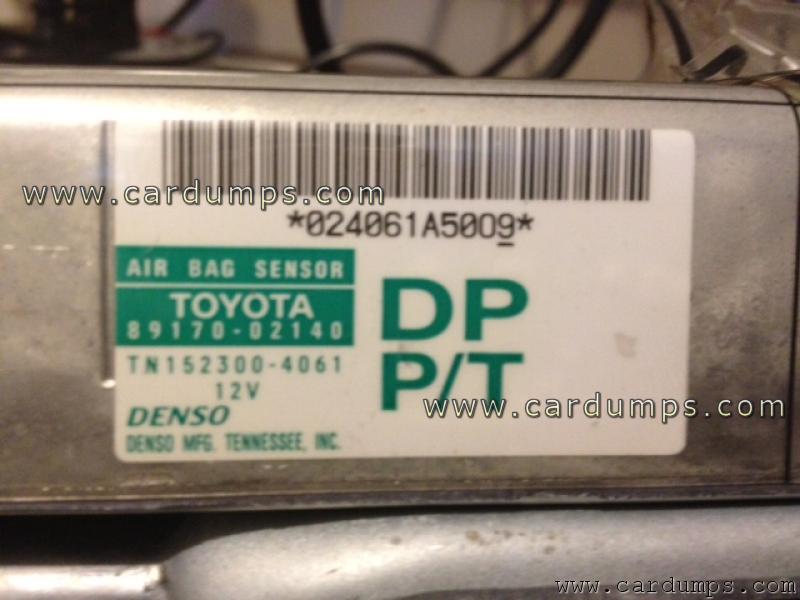 www.cardumps.com
*024061A5009*
AIR BAG SENSOR
TOYOTA
89170-02140
DP
TN152300-4061
P/T
12V
www.cardumps.com
DENSO
DENSO MFG. TENNESSEE, INC.
www.cardumps.com